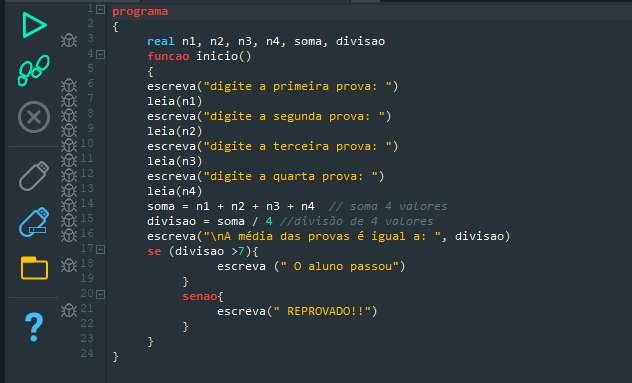 1 programa
2 {
3 real n1, n2, n3, n4, soma, divisao
4 funcao inicio()
5 {
6 escreva("digite a primeira prova: ")
7 leia(n1)
8 escreva("digite a segunda prova: ")
9 leia(n2)
10 escreva("digite a terceira prova: ")
11 leia(n3)
12 escreva("digite a quarta prova: ")
13 leia(n4)
14 soma = n1 + n2 + n3 + n4  // soma 4 valores
15 divisao = soma / 4 //divisão de 4 valores
16 escreva("\nA média das provas é igual a: ", divisao)
17 se (divisao >7){
18 escreva (" O aluno passou")
19 }
20 senao{
21 escreva(" REPROVADO!!")
22 }
23 }
24 }
?